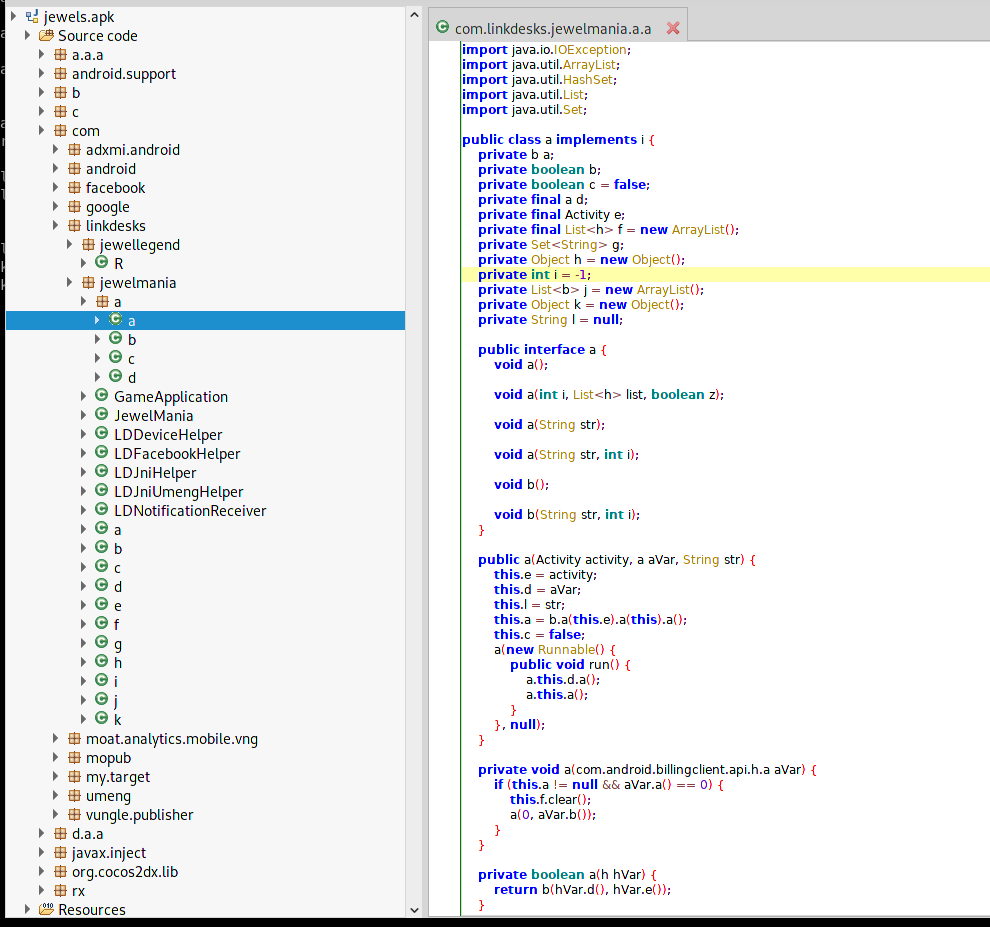 jewels.apk
Source code
a.a.a
android.support
b
c
com
adxmi.android
android
facebook
google
linkdesks
jewellegend
R
jewelmania
a
a
b
c
d
GameApplication
JewelMania
LDDeviceHelper
LDFacebookHelper
LDJniHelper
LDJniUmengHelper
LDNotificationReceiver
a
b
c
d
e
f
g
h
i
j
k
moat.analytics.mobile.vng
mopub
my.target
umeng
vungle.publisher
d.a.a
javax.inject
org.cocos2dx.lib
rx
Resources
com.linkdesks.jewelmania.a.a
import java.io.IOException;
import java.util.ArrayList;
import java.util.HashSet;
import java.util.List;
import java.util.Set;
public class a implements i {
private b a;
private boolean b;
private boolean c = false;
private final a d;
private final Activity e;
private final List<h> f = new ArrayList();
private Set<String> g;
private Object h = new Object();
private int i = -1;
private List<b> j = new ArrayList();
private Object k = new Object();
private String l = null;
public interface a {
void a();
void a(int i, List<h> list, boolean z);
void a(String str);
void a(String str, int i);
void b();
void b(String str, int i);
}
public a(Activity activity, a aVar, String str) {
this.e = activity;
this.d = aVar;
this.l = str;
this.a = b.a(this.e).a(this).a();
this.c = false;
a(new Runnable() {
public void run() {
a.this.d.a();
a.this.a();
}
}, null);
}
private void a(com.android.billingclient.api.h.a aVar) {
if (this.a != null && aVar.a() == 0) {
this.f.clear();
a(0, aVar.b());
}
}
private boolean a(h hVar) {
return b(hVar.d(), hVar.e());
}